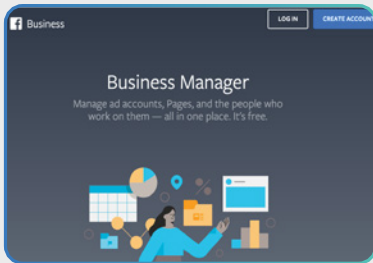 Business
LOG IN
CREATE ACCOUNT
Business Manager
Manage ad accounts, Pages, and the people who
work on them — all in one place. It's free.